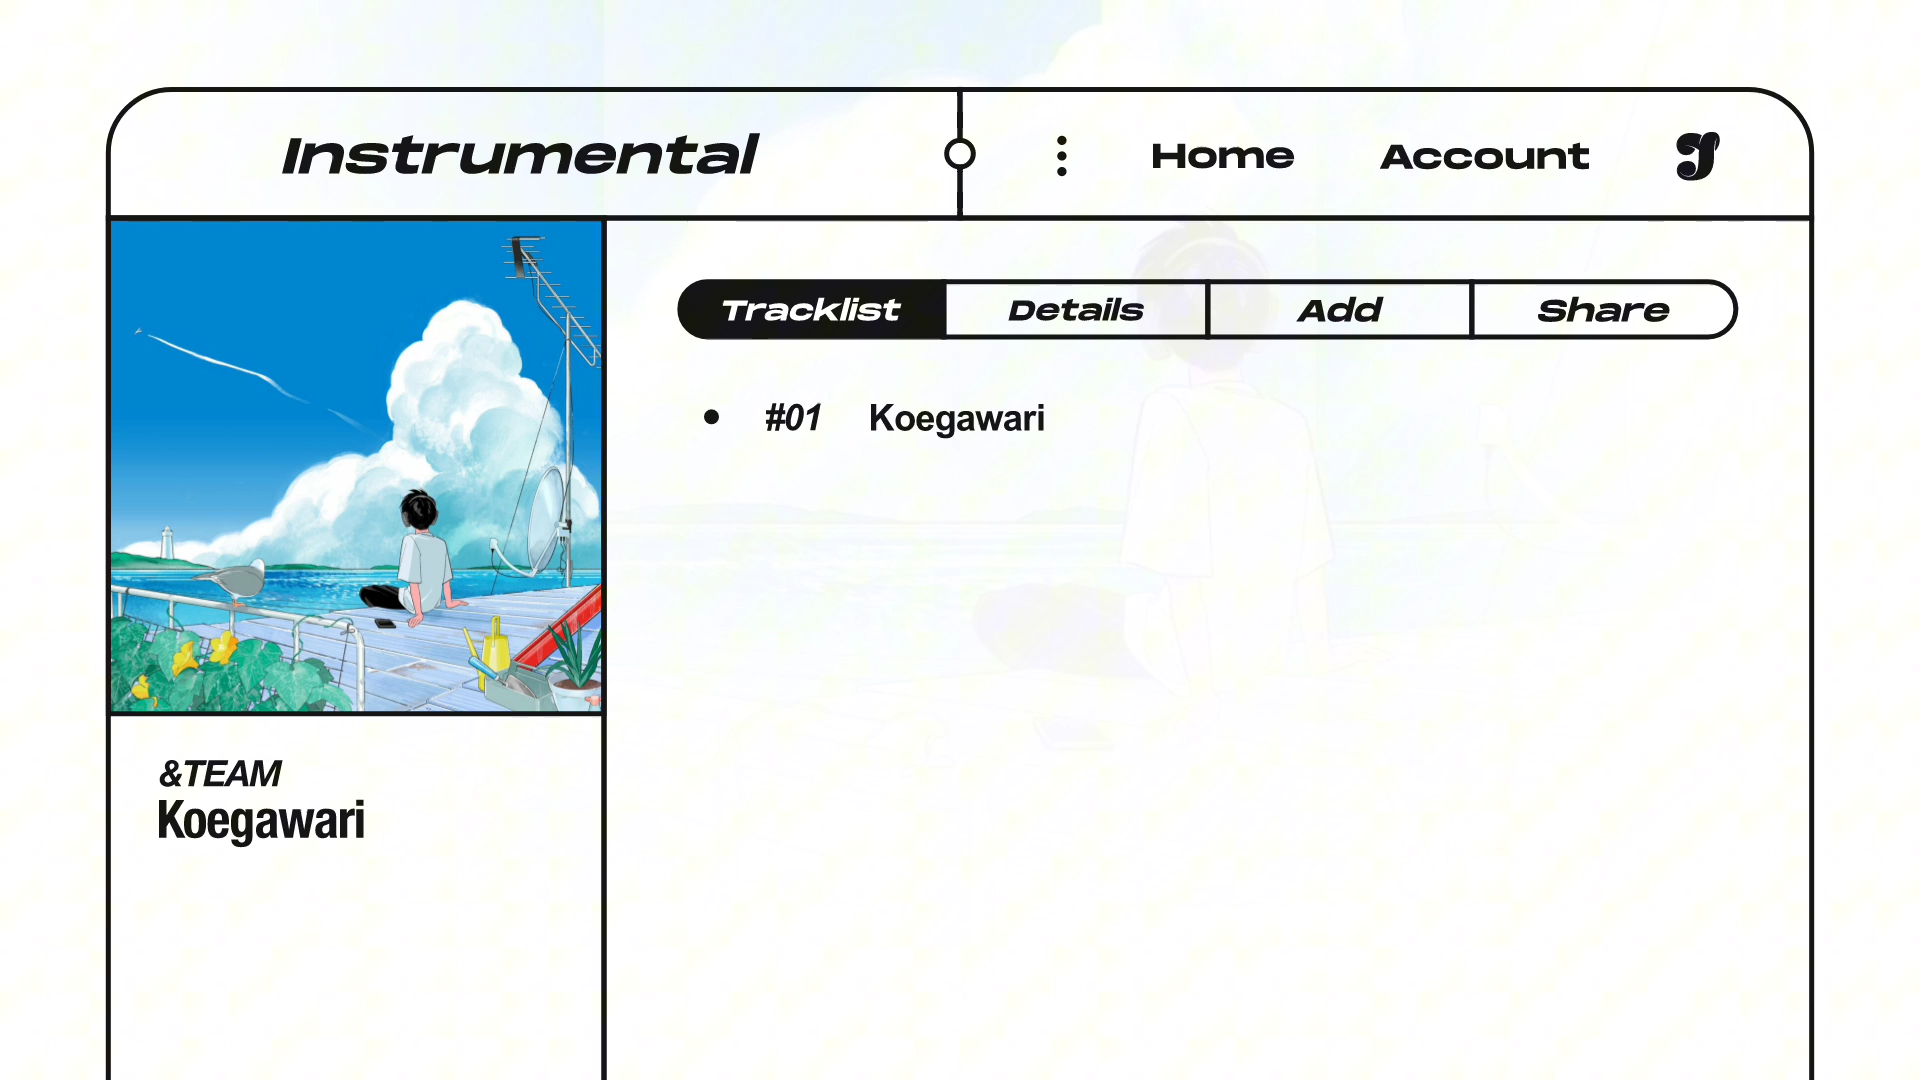 Instrumental
Home
Account
Tracklist
Details
Add
Share
#01 Koegawari
&TEAM
Koegawari